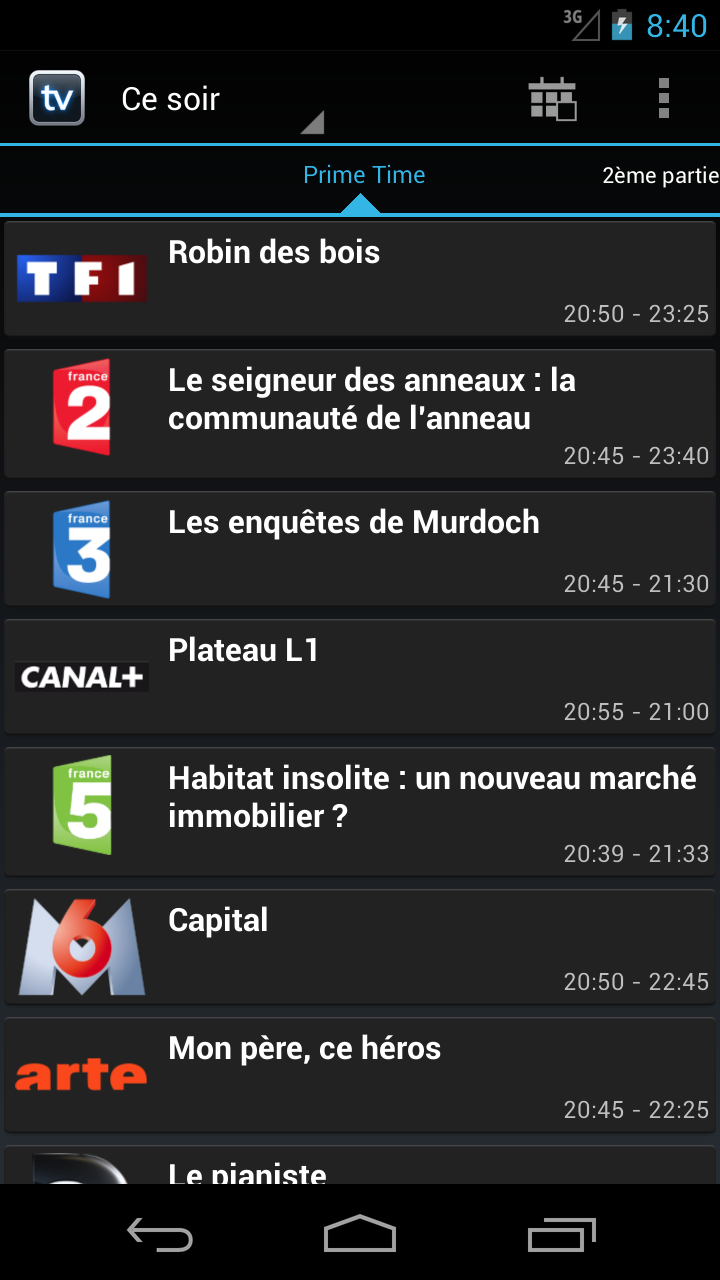 3G 8:40
tv Ce soir
Prime Time 2ème partie
TF1 Robin des bois
20:50 - 23:25
france 2 Le seigneur des anneaux : la
communauté de l'anneau
20:45 - 23:40
france 3 Les enquêtes de Murdoch
20:45 - 21:30
CANAL+ Plateau L1
20:55 - 21:00
france 5 Habitat insolite : un nouveau marché
immobilier ?
20:39 - 21:33
M6 Capital
20:50 - 22:45
arte Mon père, ce héros
20:45 - 22:25
Le pianiste